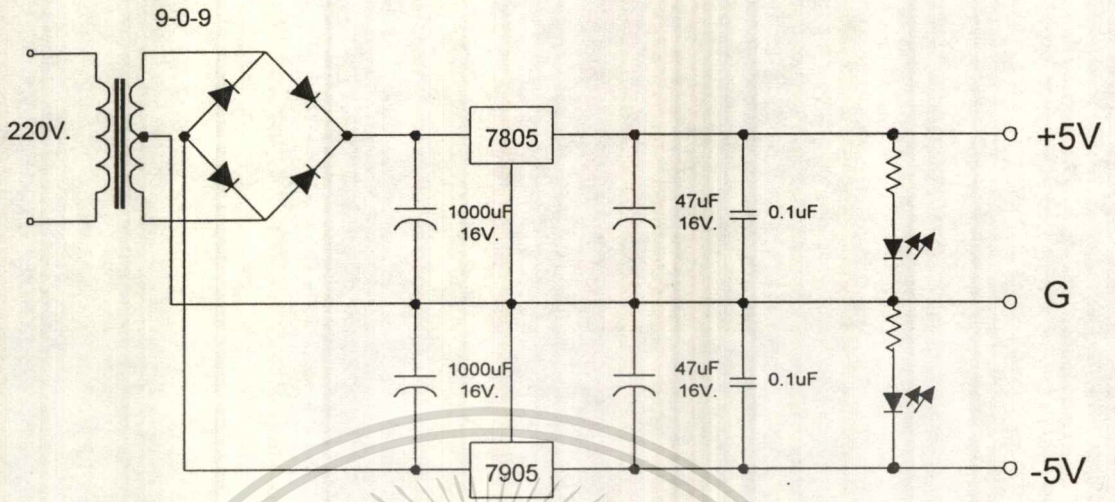 9-0-9
220V.
7805
+5V
1000uF
16V.
47uF
16V.
0.1uF
G
1000uF
16V.
47uF
16V.
0.1uF
7905
-5V